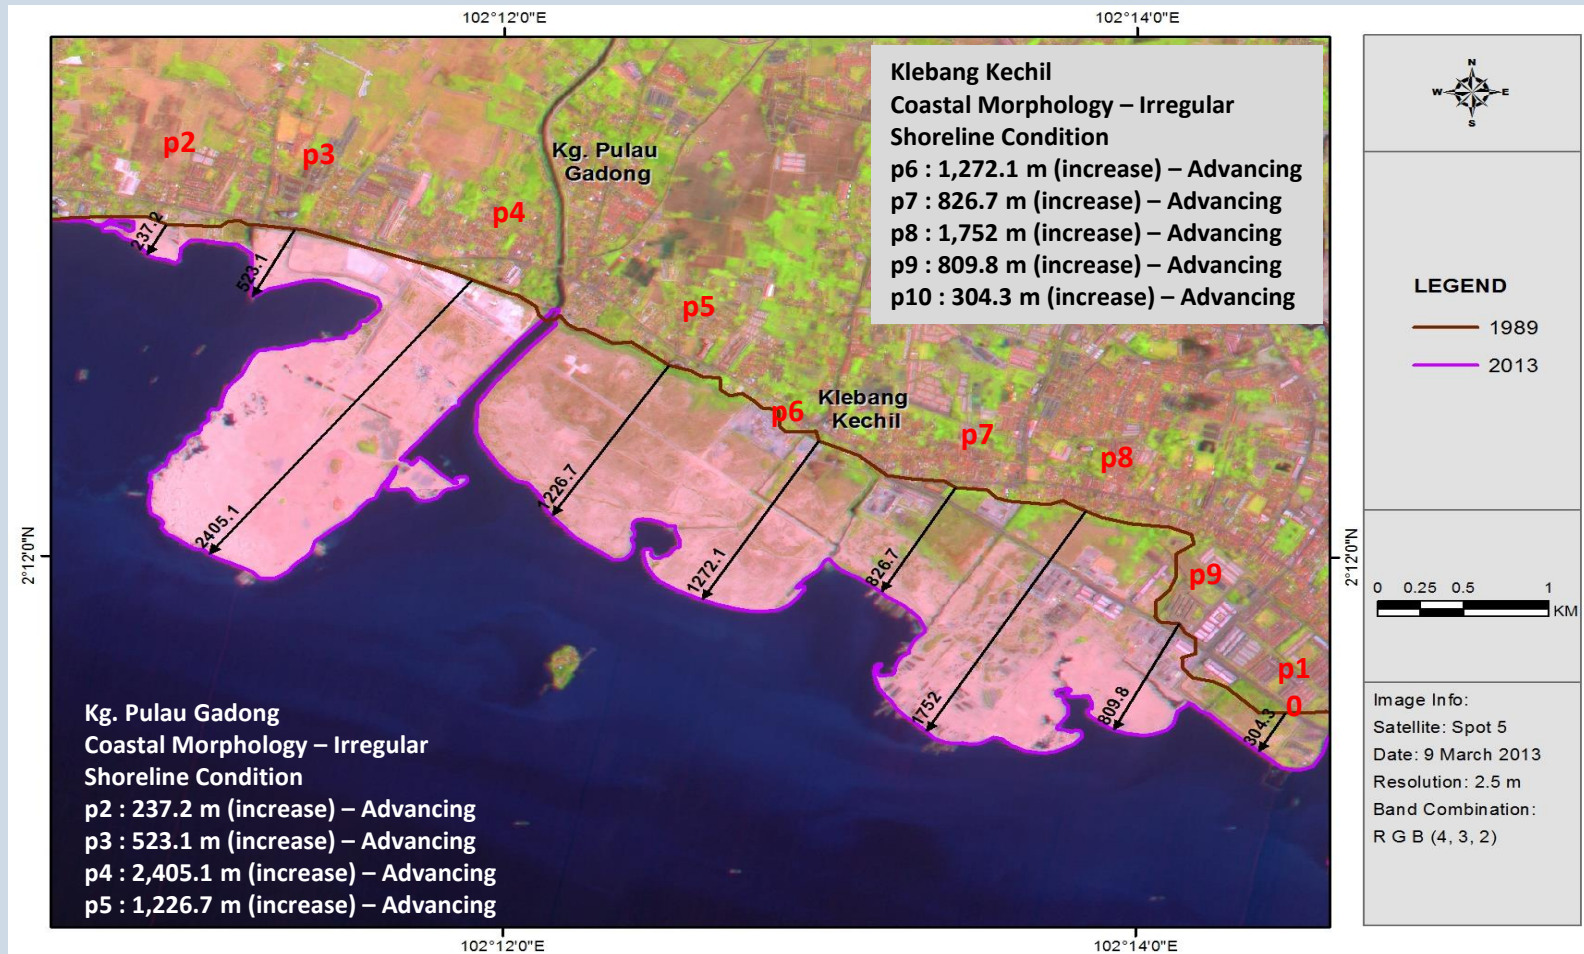 102°12'0"E
102°14'0"E
Klebang Kechil
Coastal Morphology – Irregular
Shoreline Condition
p6 : 1,272.1 m (increase) – Advancing
p7 : 826.7 m (increase) – Advancing
p8 : 1,752 m (increase) – Advancing
p9 : 809.8 m (increase) – Advancing
p10 : 304.3 m (increase) – Advancing
N
W
E
S
p2
p3
Kg. Pulau
Gadong
p4
237.2
523.1
p5
LEGEND
1989
2013
p6
Klebang
Kechil
p7
p8
2405.1
1226.7
1272.1
826.7
2°12'0"N
2°12'0"N
p9
0 0.25 0.5 1
KM
p1
0
1752
809.8
304.3
Kg. Pulau Gadong
Coastal Morphology – Irregular
Shoreline Condition
p2 : 237.2 m (increase) – Advancing
p3 : 523.1 m (increase) – Advancing
p4 : 2,405.1 m (increase) – Advancing
p5 : 1,226.7 m (increase) – Advancing
Image Info:
Satellite: Spot 5
Date: 9 March 2013
Resolution: 2.5 m
Band Combination:
R G B (4, 3, 2)
102°12'0"E
102°14'0"E